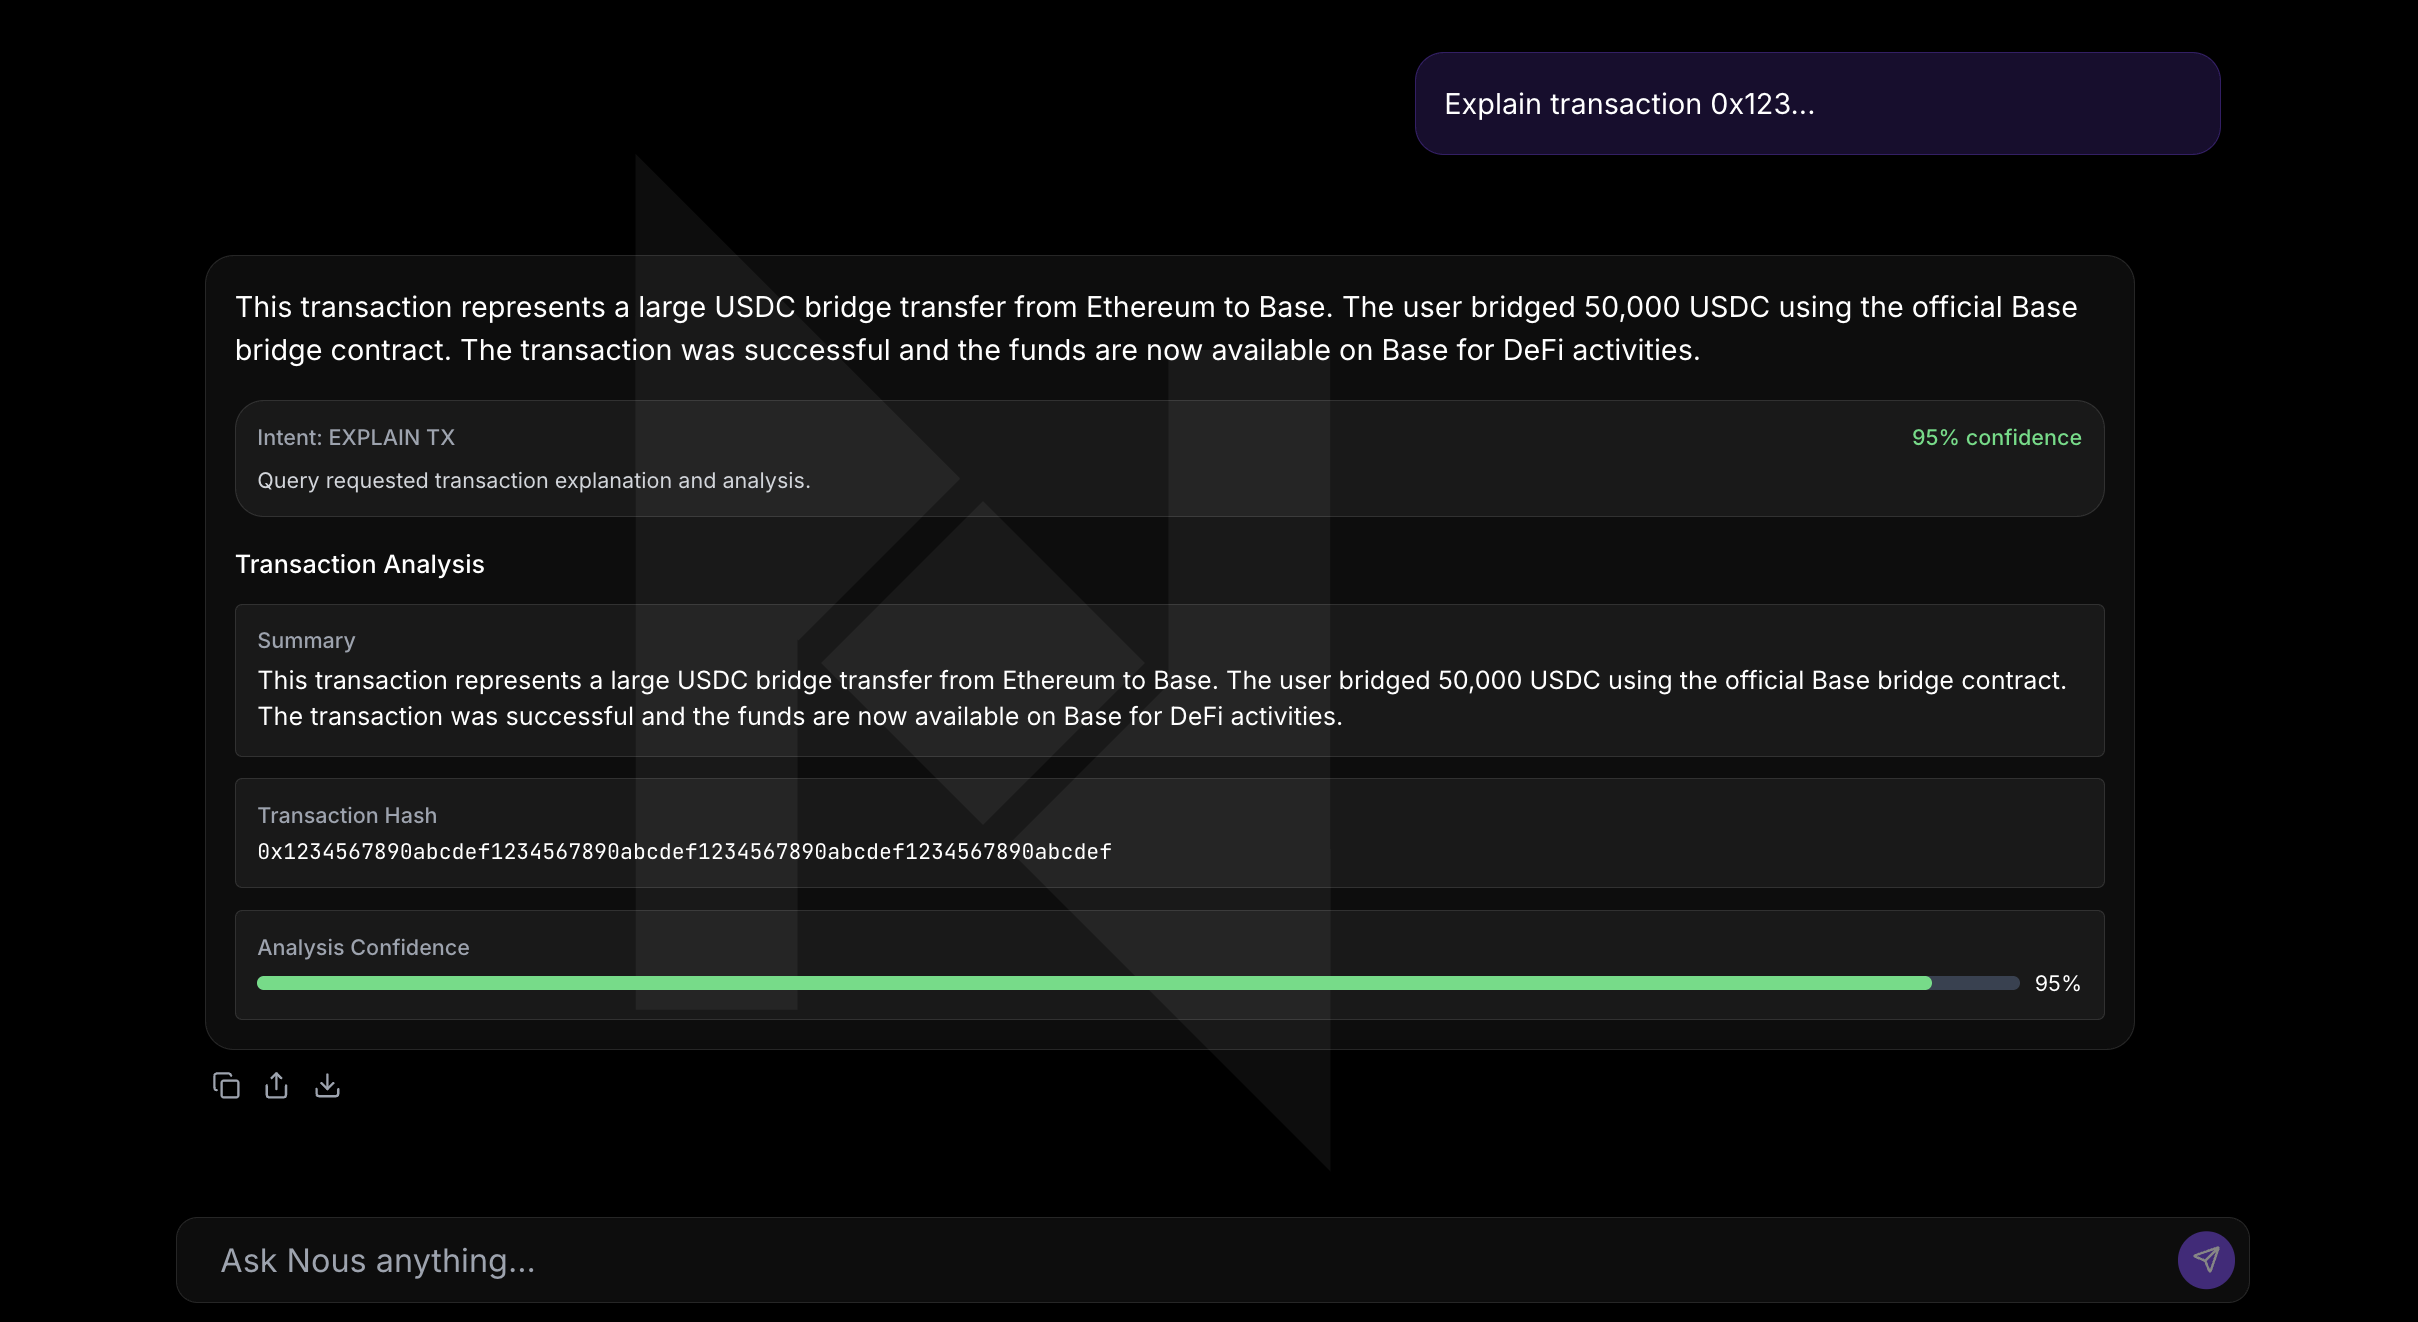 Explain transaction 0x123...
This transaction represents a large USDC bridge transfer from Ethereum to Base. The user bridged 50,000 USDC using the official Base
bridge contract. The transaction was successful and the funds are now available on Base for DeFi activities.
Intent: EXPLAIN TX
95% confidence
Query requested transaction explanation and analysis.
Transaction Analysis
Summary
This transaction represents a large USDC bridge transfer from Ethereum to Base. The user bridged 50,000 USDC using the official Base bridge contract.
The transaction was successful and the funds are now available on Base for DeFi activities.
Transaction Hash
0x1234567890abcdef1234567890abcdef1234567890abcdef1234567890abcdef
Analysis Confidence
95%
Ask Nous anything...